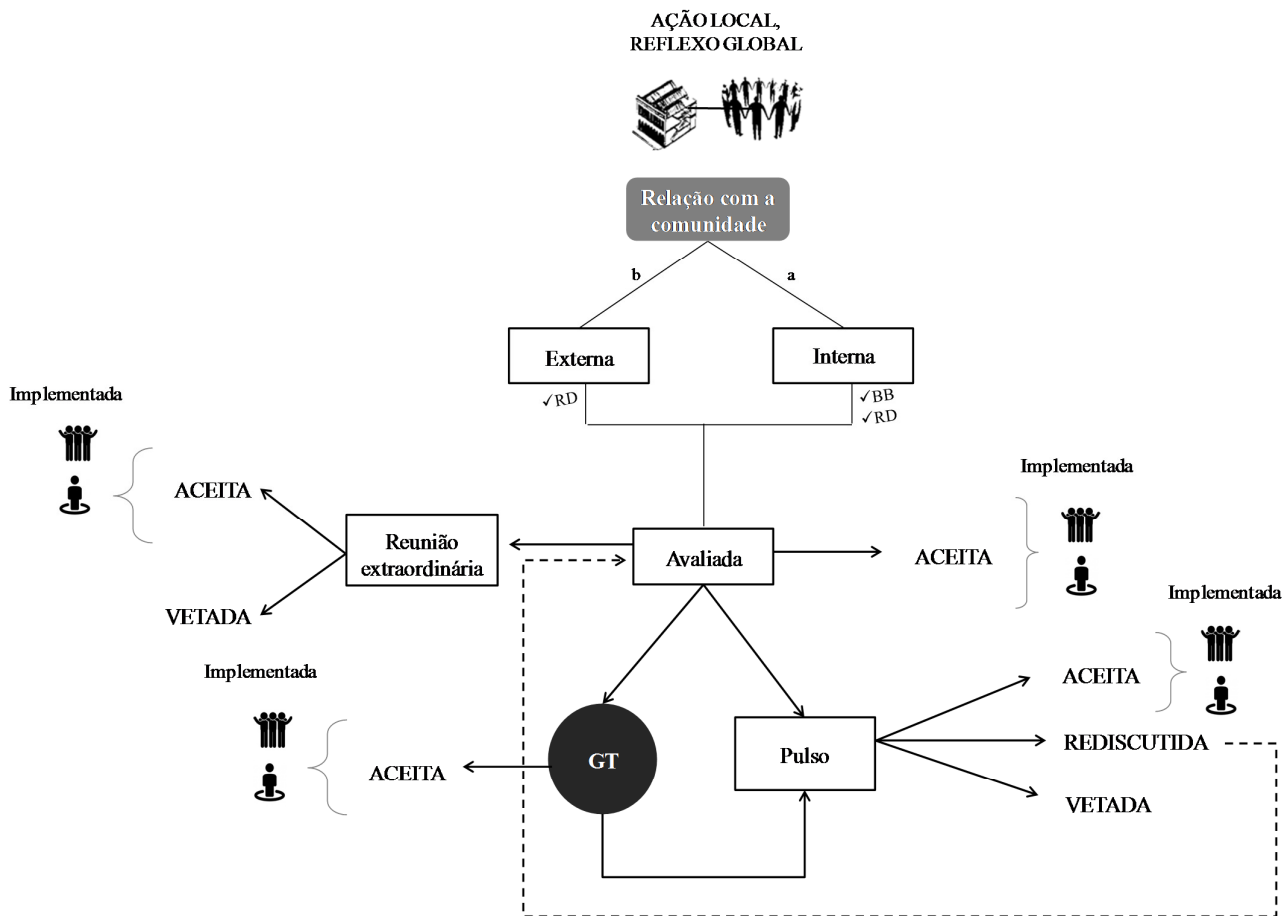 AÇÃO LOCAL,
REFLEXO GLOBAL
Relação com a
comunidade
b
a
Externa
Interna
✓RD
✓BB
✓RD
Implementada
ACEITA
Reunião
extraordinária
VETADA
Avaliada
ACEITA
Implementada
Implementada
ACEITA
GT
Pulso
Implementada
ACEITA
REDISCUTIDA
VETADA